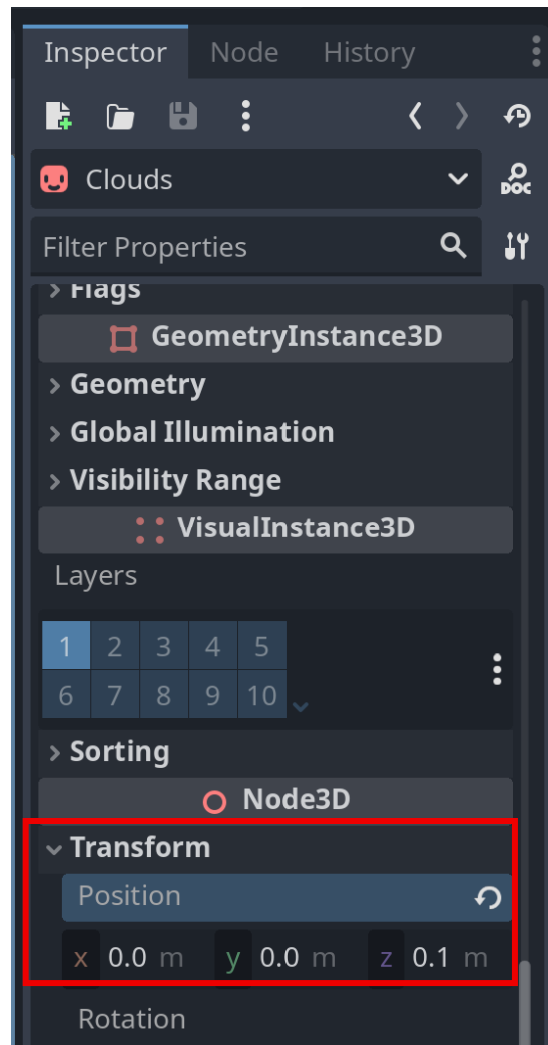 Inspector Node History
Clouds
DOC
Filter Properties
Flags
GeometryInstance3D
Geometry
Global Illumination
Visibility Range
VisualInstance3D
Layers
1 2 3 4 5
6 7 8 9 10
Sorting
Node3D
Transform
Position
x 0.0 m y 0.0 m z 0.1 m
Rotation